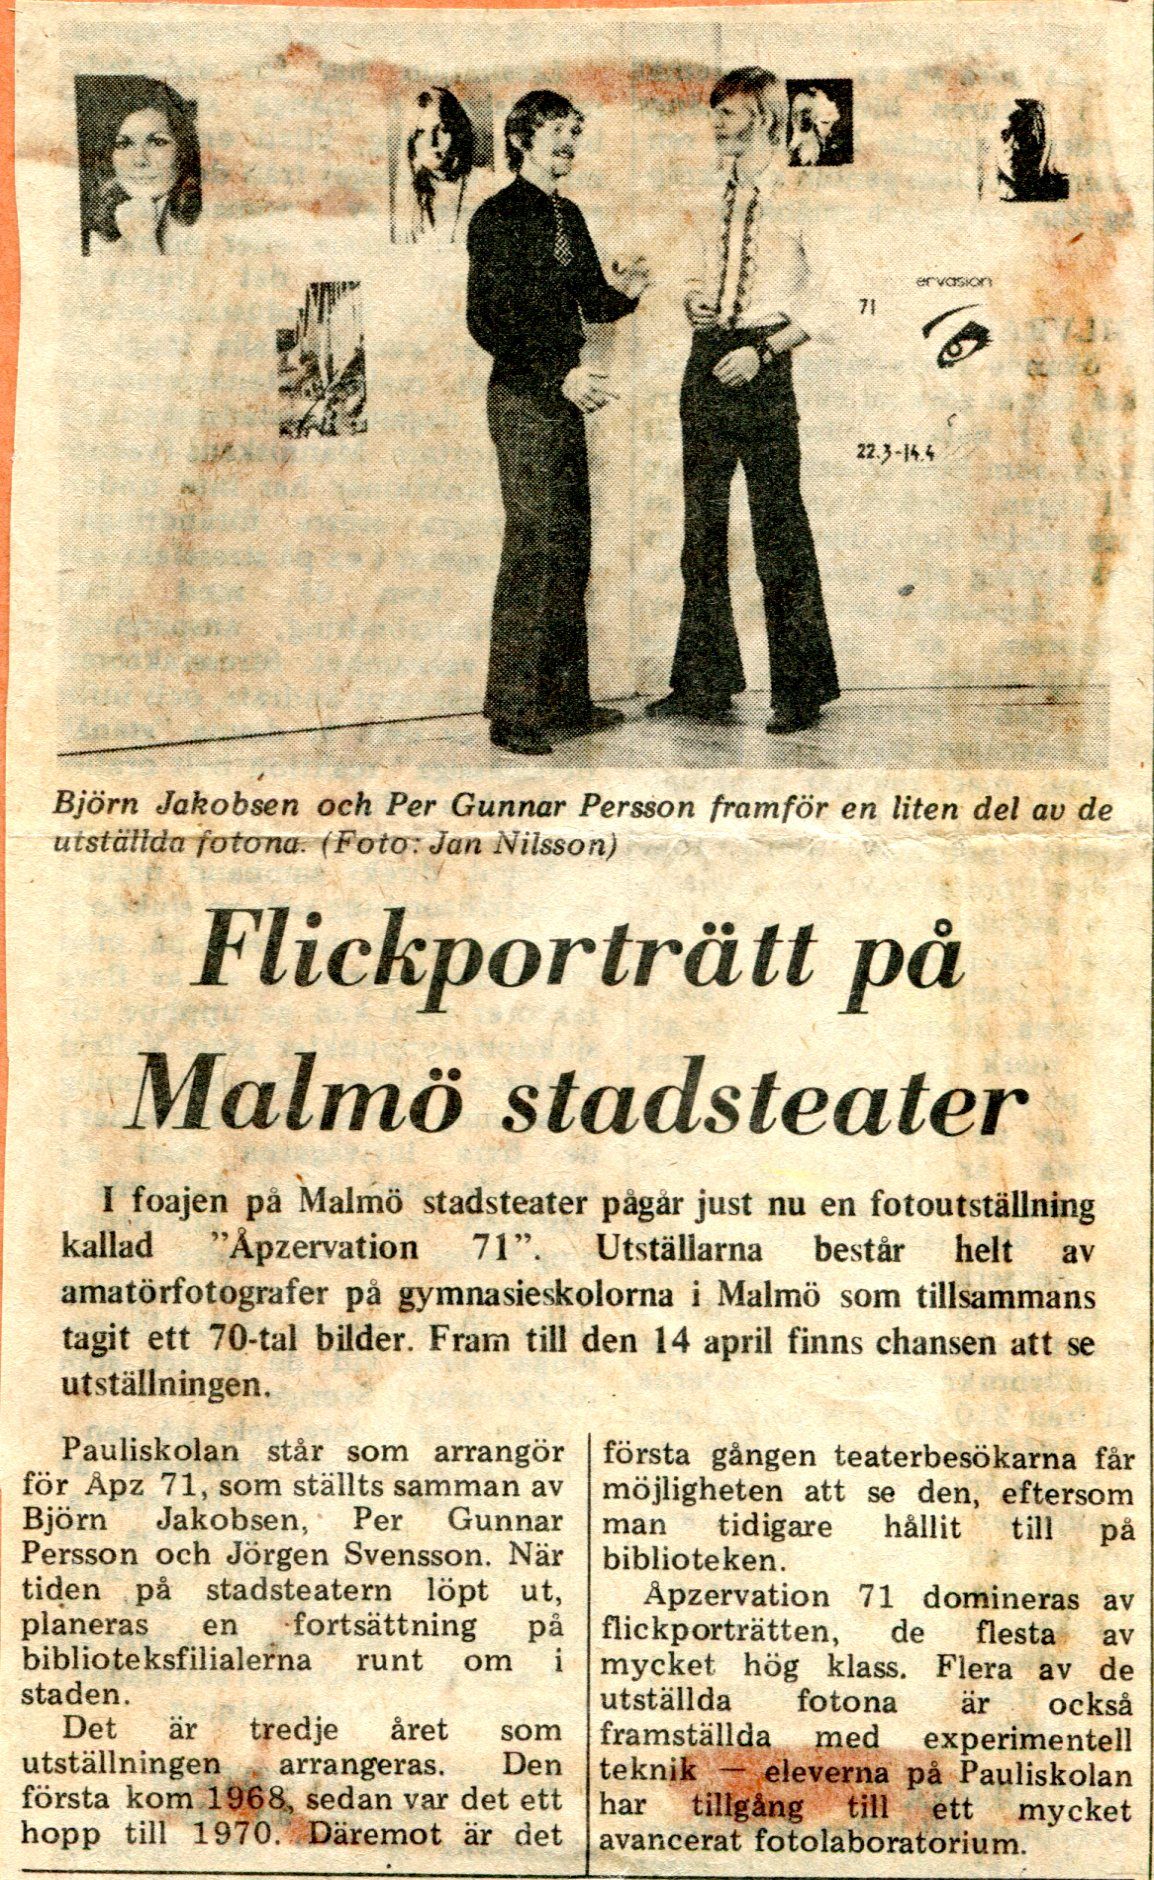 ervasion
71
22.3-14.4
Björn Jakobsen och Per Gunnar Persson framför en liten del av de
utställda fotona. (Foto: Jan Nilsson)
Flickporträtt på
Malmö stadsteater
I foajen på Malmö stadsteater pågår just nu en fotoutställning
kallad ”Åpzervation 71”. Utställarna består helt av
amatörfotografer på gymnasieskolorna i Malmö som tillsammans
tagit ett 70-tal bilder. Fram till den 14 april finns chansen att se
utställningen.
Pauliskolan står som arrangör
för Åpz 71, som ställts samman av
Björn Jakobsen, Per Gunnar
Persson och Jörgen Svensson. När
tiden på stadsteatern löpt ut,
planeras en fortsättning på
biblioteksfilialerna runt om i
staden.
Det är tredje året som
utställningen arrangeras. Den
första kom 1968, sedan var det ett
hopp till 1970. Däremot är det
första gången teaterbesökarna får
möjligheten att se den, eftersom
man tidigare hållit till på
biblioteken.
Åpzervation 71 domineras av
flickporträtten, de flesta av
mycket hög klass. Flera av de
utställda fotona är också
framställda med experimentell
teknik — eleverna på Pauliskolan
har tillgång till ett mycket
avancerat fotolaboratorium.